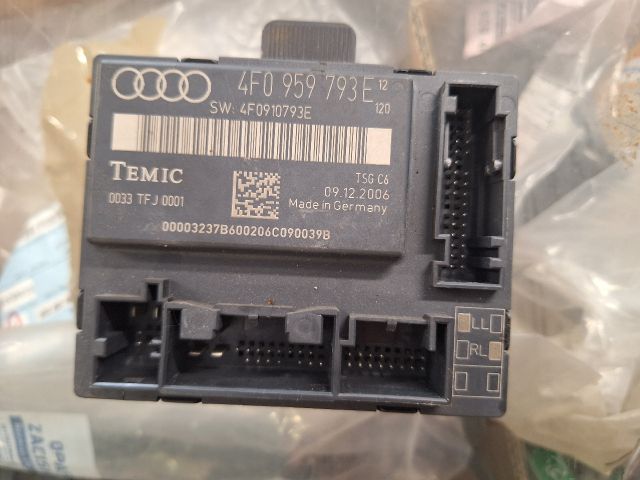 4F0 959 793E 12
SW: 4F0910793E 120
TEMIC TSG C6
09.12.2006
0033 TFJ 0001 Made in Germany
00003237B600206C090039B
LL
RL